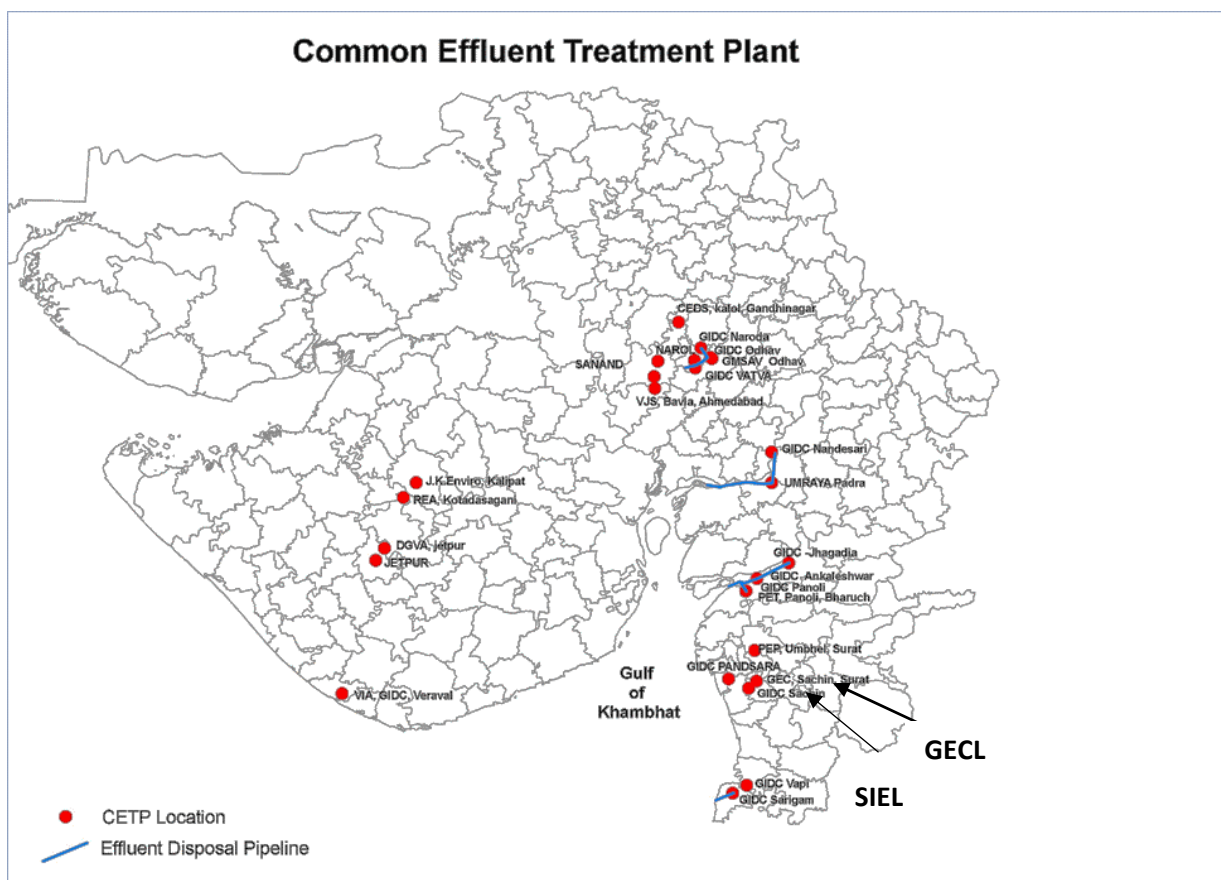 Common Effluent Treatment Plant
CEDS, kalol, Gandhinagar
GIDC Naroda
NAROL
GIDC Odhav
SANAND
GMSAV Odhav
GIDC VATVA
VJS, Bavla, Ahmedabad
GIDC Nandesari
J.K Enviro, Kalipat
UMRAYA Padra
REA, Kotadasagani
DGVA, jetpur
GIDC Jhagadia
JETPUR
GIDC, Ankaleshwar
GIDC Panoli
PET, Panoli, Bharuch
PEP, Umbhel, Surat
Gulf
of
Khambhat
GIDC PANDSARA
GEC, Sachin, Surat
GIDC Sachin
VIA, GIDC, Veraval
GECL
GIDC Vapi
SIEL
GIDC Sarigam
CETP Location
Effluent Disposal Pipeline